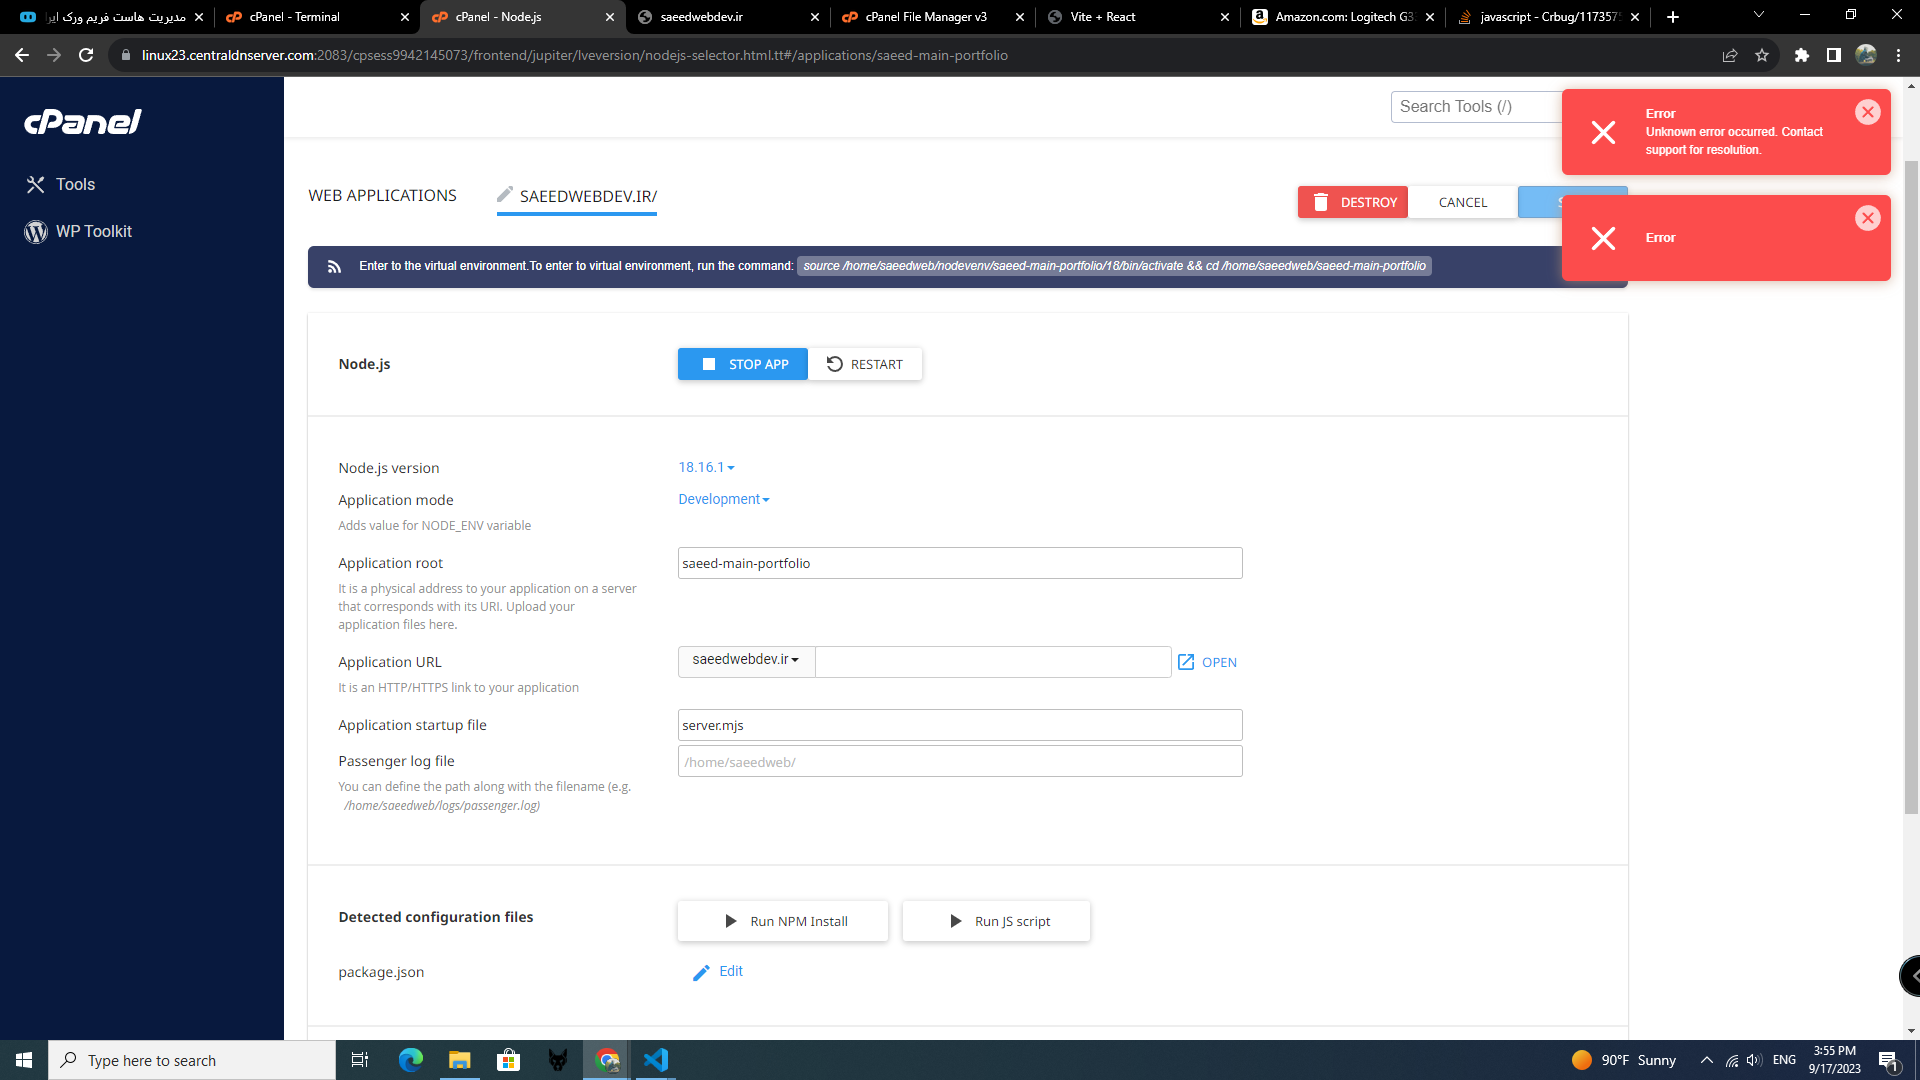 مدیریت هاست فریم ورک ایرا
cPanel - Terminal
cPanel - Node.js
saeedwebdev.ir
cPanel File Manager v3
Vite + React
Amazon.com: Logitech G3
javascript - Crbug/117357
linux23.centraldnserver.com:2083/cpsess9942145073/frontend/jupiter/lveversion/nodejs-selector.html.tt#/applications/saeed-main-portfolio
cPanel
Tools
WP Toolkit
Search Tools (/)
Error
Unknown error occurred. Contact
support for resolution.
Error
WEB APPLICATIONS
SAEEDWEBDEV.IR/
DESTROY
CANCEL
S
Enter to the virtual environment.To enter to virtual environment, run the command: source /home/saeedweb/nodevenv/saeed-main-portfolio/18/bin/activate && cd /home/saeedweb/saeed-main-portfolio
Node.js
STOP APP
RESTART
Node.js version
18.16.1
Application mode
Development
Adds value for NODE_ENV variable
Application root
saeed-main-portfolio
It is a physical address to your application on a server
that corresponds with its URI. Upload your
application files here.
Application URL
saeedwebdev.ir
OPEN
It is an HTTP/HTTPS link to your application
Application startup file
server.mjs
Passenger log file
/home/saeedweb/
You can define the path along with the filename (e.g.
/home/saeedweb/logs/passenger.log)
Detected configuration files
Run NPM Install
Run JS script
package.json
Edit
Type here to search
90°F Sunny
ENG
3:55 PM
9/17/2023
1